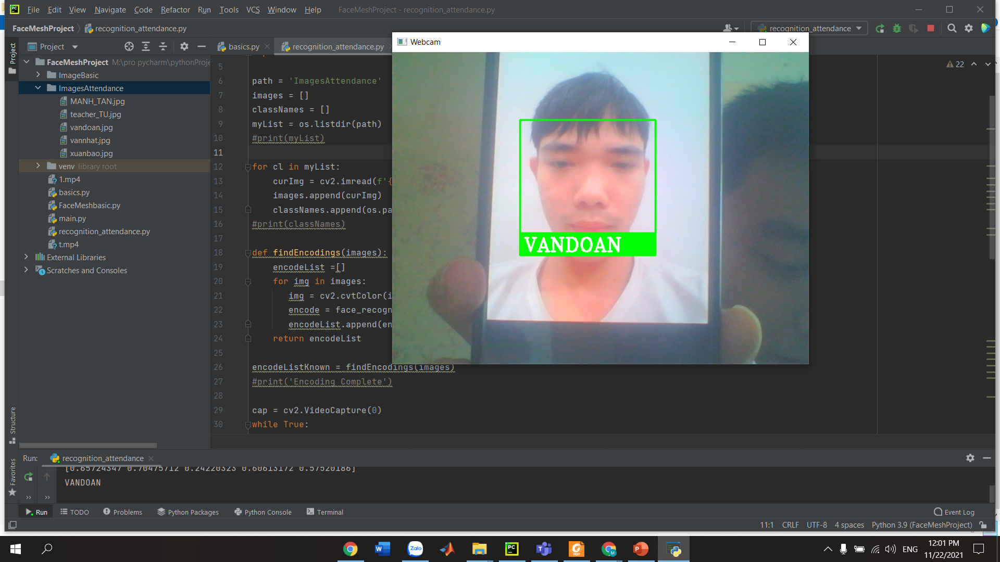 File Edit View Navigate Code Refactor Run Tools VCS Window Help FaceMeshProject - recognition_attendance.py
FaceMeshProject recognition_attendance.py
recognition_attendance
Project
Project
basics.py
recognition_attendance.py
Webcam
FaceMeshProject M:\pro pycharm\pythonProje
ImageBasic
ImagesAttendance
MANH_TAN.jpg
teacher_TU.jpg
vandoan.jpg
vannhat.jpg
xuanbao.jpg
venv library root
1.mp4
basics.py
FaceMeshbasic.py
main.py
recognition_attendance.py
t.mp4
External Libraries
Scratches and Consoles
22
5
6 path = 'ImagesAttendance'
7 images = []
8 classNames = []
9 myList = os.listdir(path)
10 #print(myList)
11
12 for cl in myList:
13 curImg = cv2.imread(f'{
14 images.append(curImg)
15 classNames.append(os.pa
16 #print(classNames)
17
18 def findEncodings(images):
19 encodeList =[]
20 for img in images:
21 img = cv2.cvtColor(i
22 encode = face_recogn
23 encodeList.append(en
24 return encodeList
25
26 encodeListKnown = findEncodings(images)
27 #print('Encoding Complete')
28
29 cap = cv2.VideoCapture(0)
30 while True:
VANDOAN
Structure
Favorites
Run: recognition_attendance
[0.65724347 0.70475712 0.24220323 0.60613172 0.57520186]
VANDOAN
Run TODO Problems Python Packages Python Console Terminal Event Log
11:1 CRLF UTF-8 4 spaces Python 3.9 (FaceMeshProject)
Zalo
ENG
12:01 PM
11/22/2021